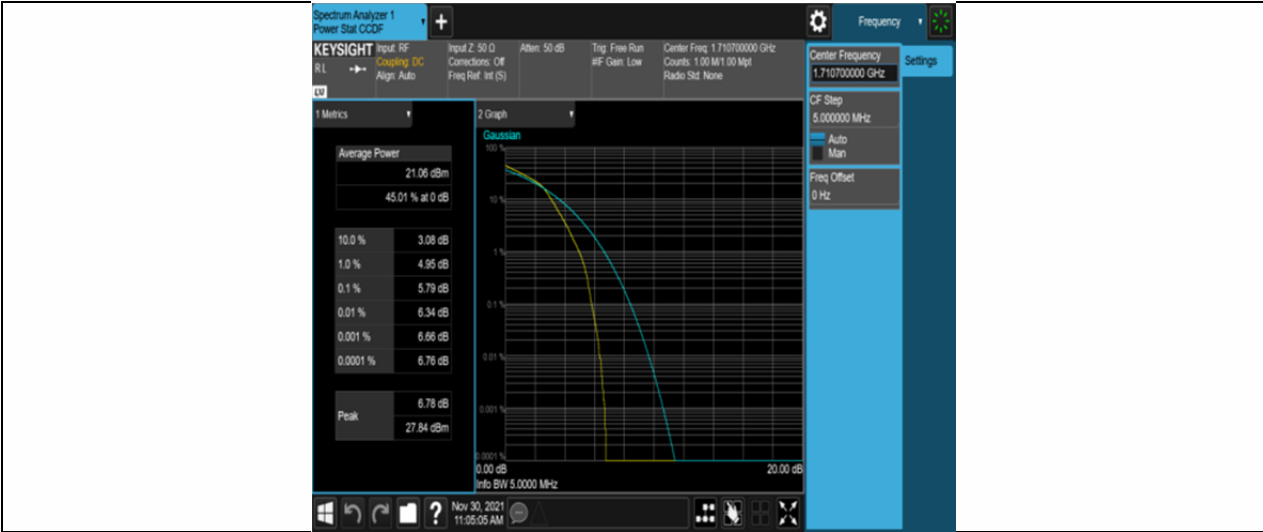 Spectrum Analyzer 1
Power Stat CCDF
Frequency
KEYSIGHT
RL
LV
Input: RF
Coupling: DC
Align: Auto
Input Z: 50 Ω
Corrections: Off
Freq Ref: Int (S)
Atten: 50 dB
Trig: Free Run
#IF Gain: Low
Center Freq: 1.710700000 GHz
Counts: 1.00 M/1.00 Mpt
Radio Std: None
1 Metrics
Average Power
21.06 dBm
45.01 % at 0 dB
10.0 % 3.08 dB
1.0 % 4.95 dB
0.1 % 5.79 dB
0.01 % 6.34 dB
0.001 % 6.66 dB
0.0001 % 6.76 dB
Peak
6.78 dB
27.84 dBm
2 Graph
Gaussian
100 %
10 %
1 %
0.1 %
0.01 %
0.001 %
0.0001 %
0.00 dB
20.00 dB
Info BW 5.0000 MHz
Center Frequency
1.710700000 GHz
CF Step
5.000000 MHz
Auto
Man
Freq Offset
0 Hz
Settings
Nov 30, 2021
11:05:05 AM